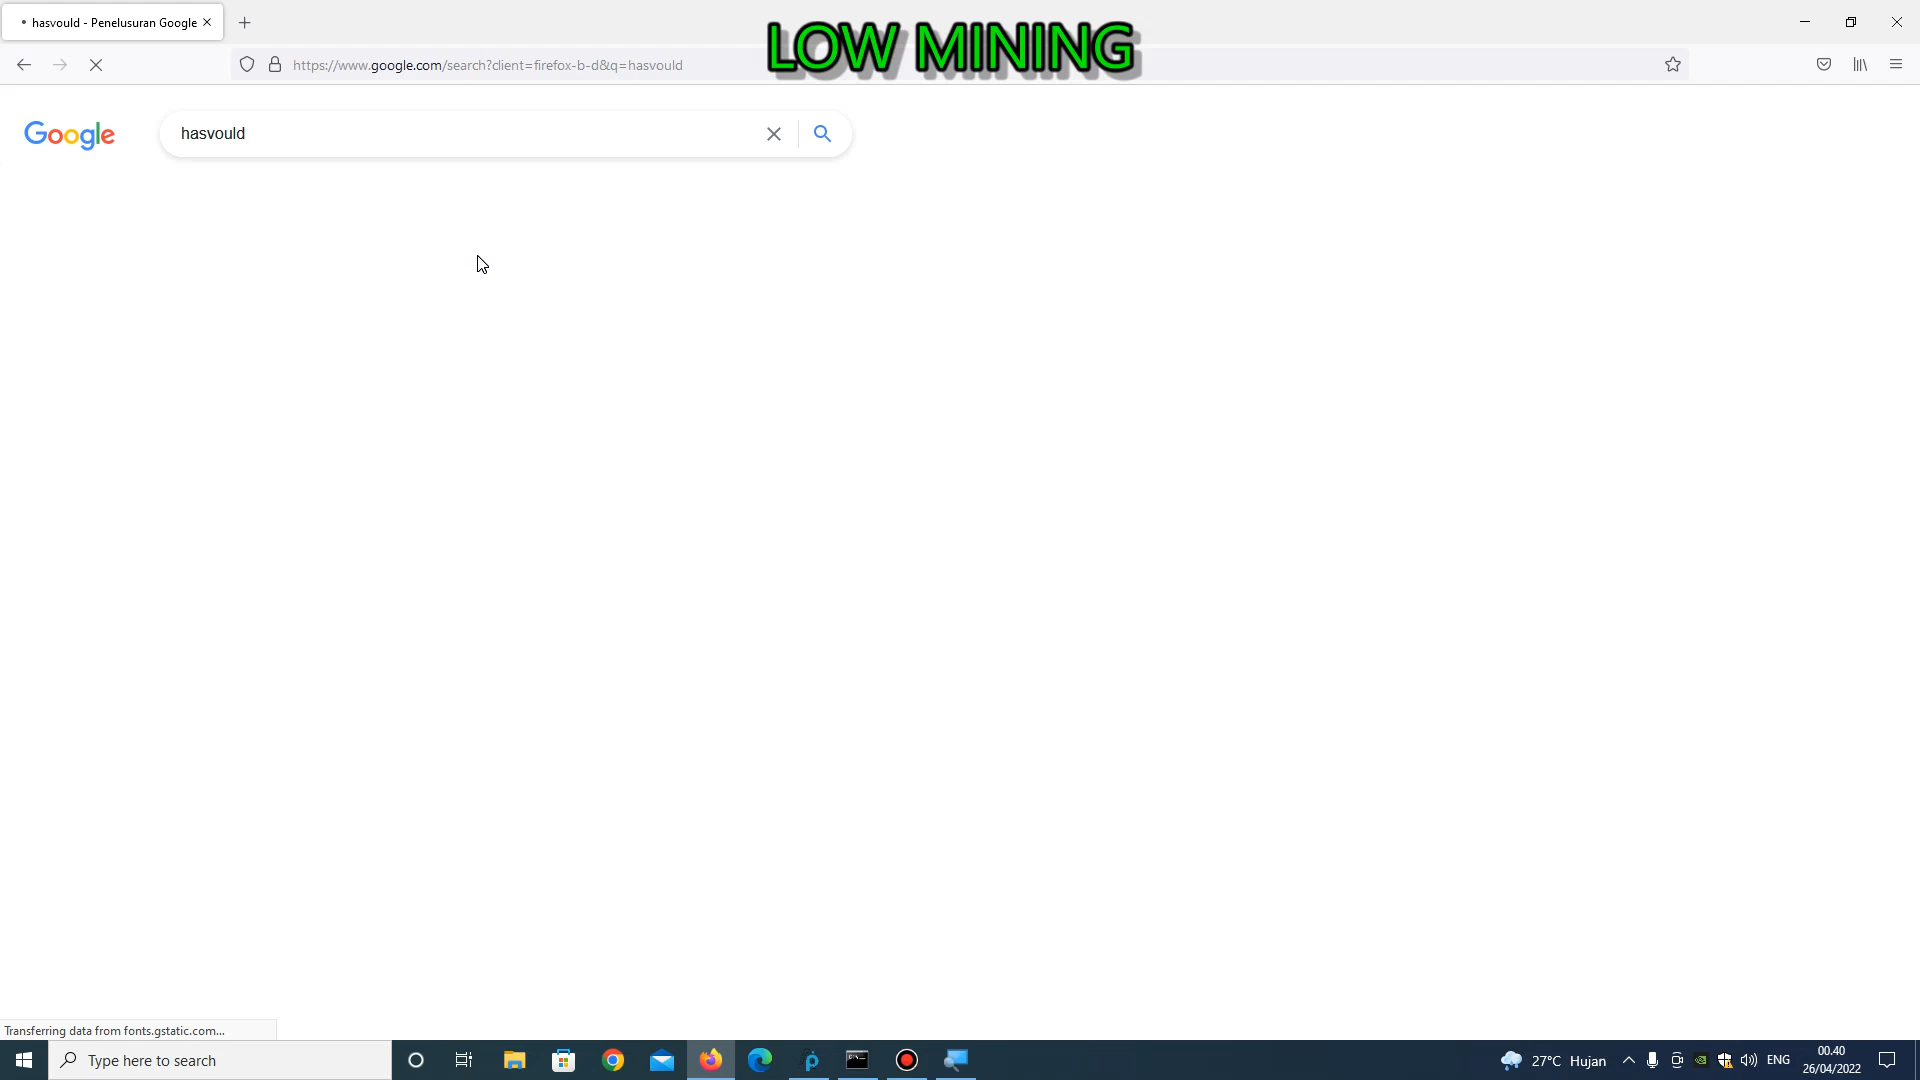 hasvould - Penelusuran Google
LOW MINING
https://www.google.com/search?client=firefox-b-d&q=hasvould
Google
hasvould
Transferring data from fonts.gstatic.com...
Type here to search
27°C Hujan
ENG
00.40
26/04/2022